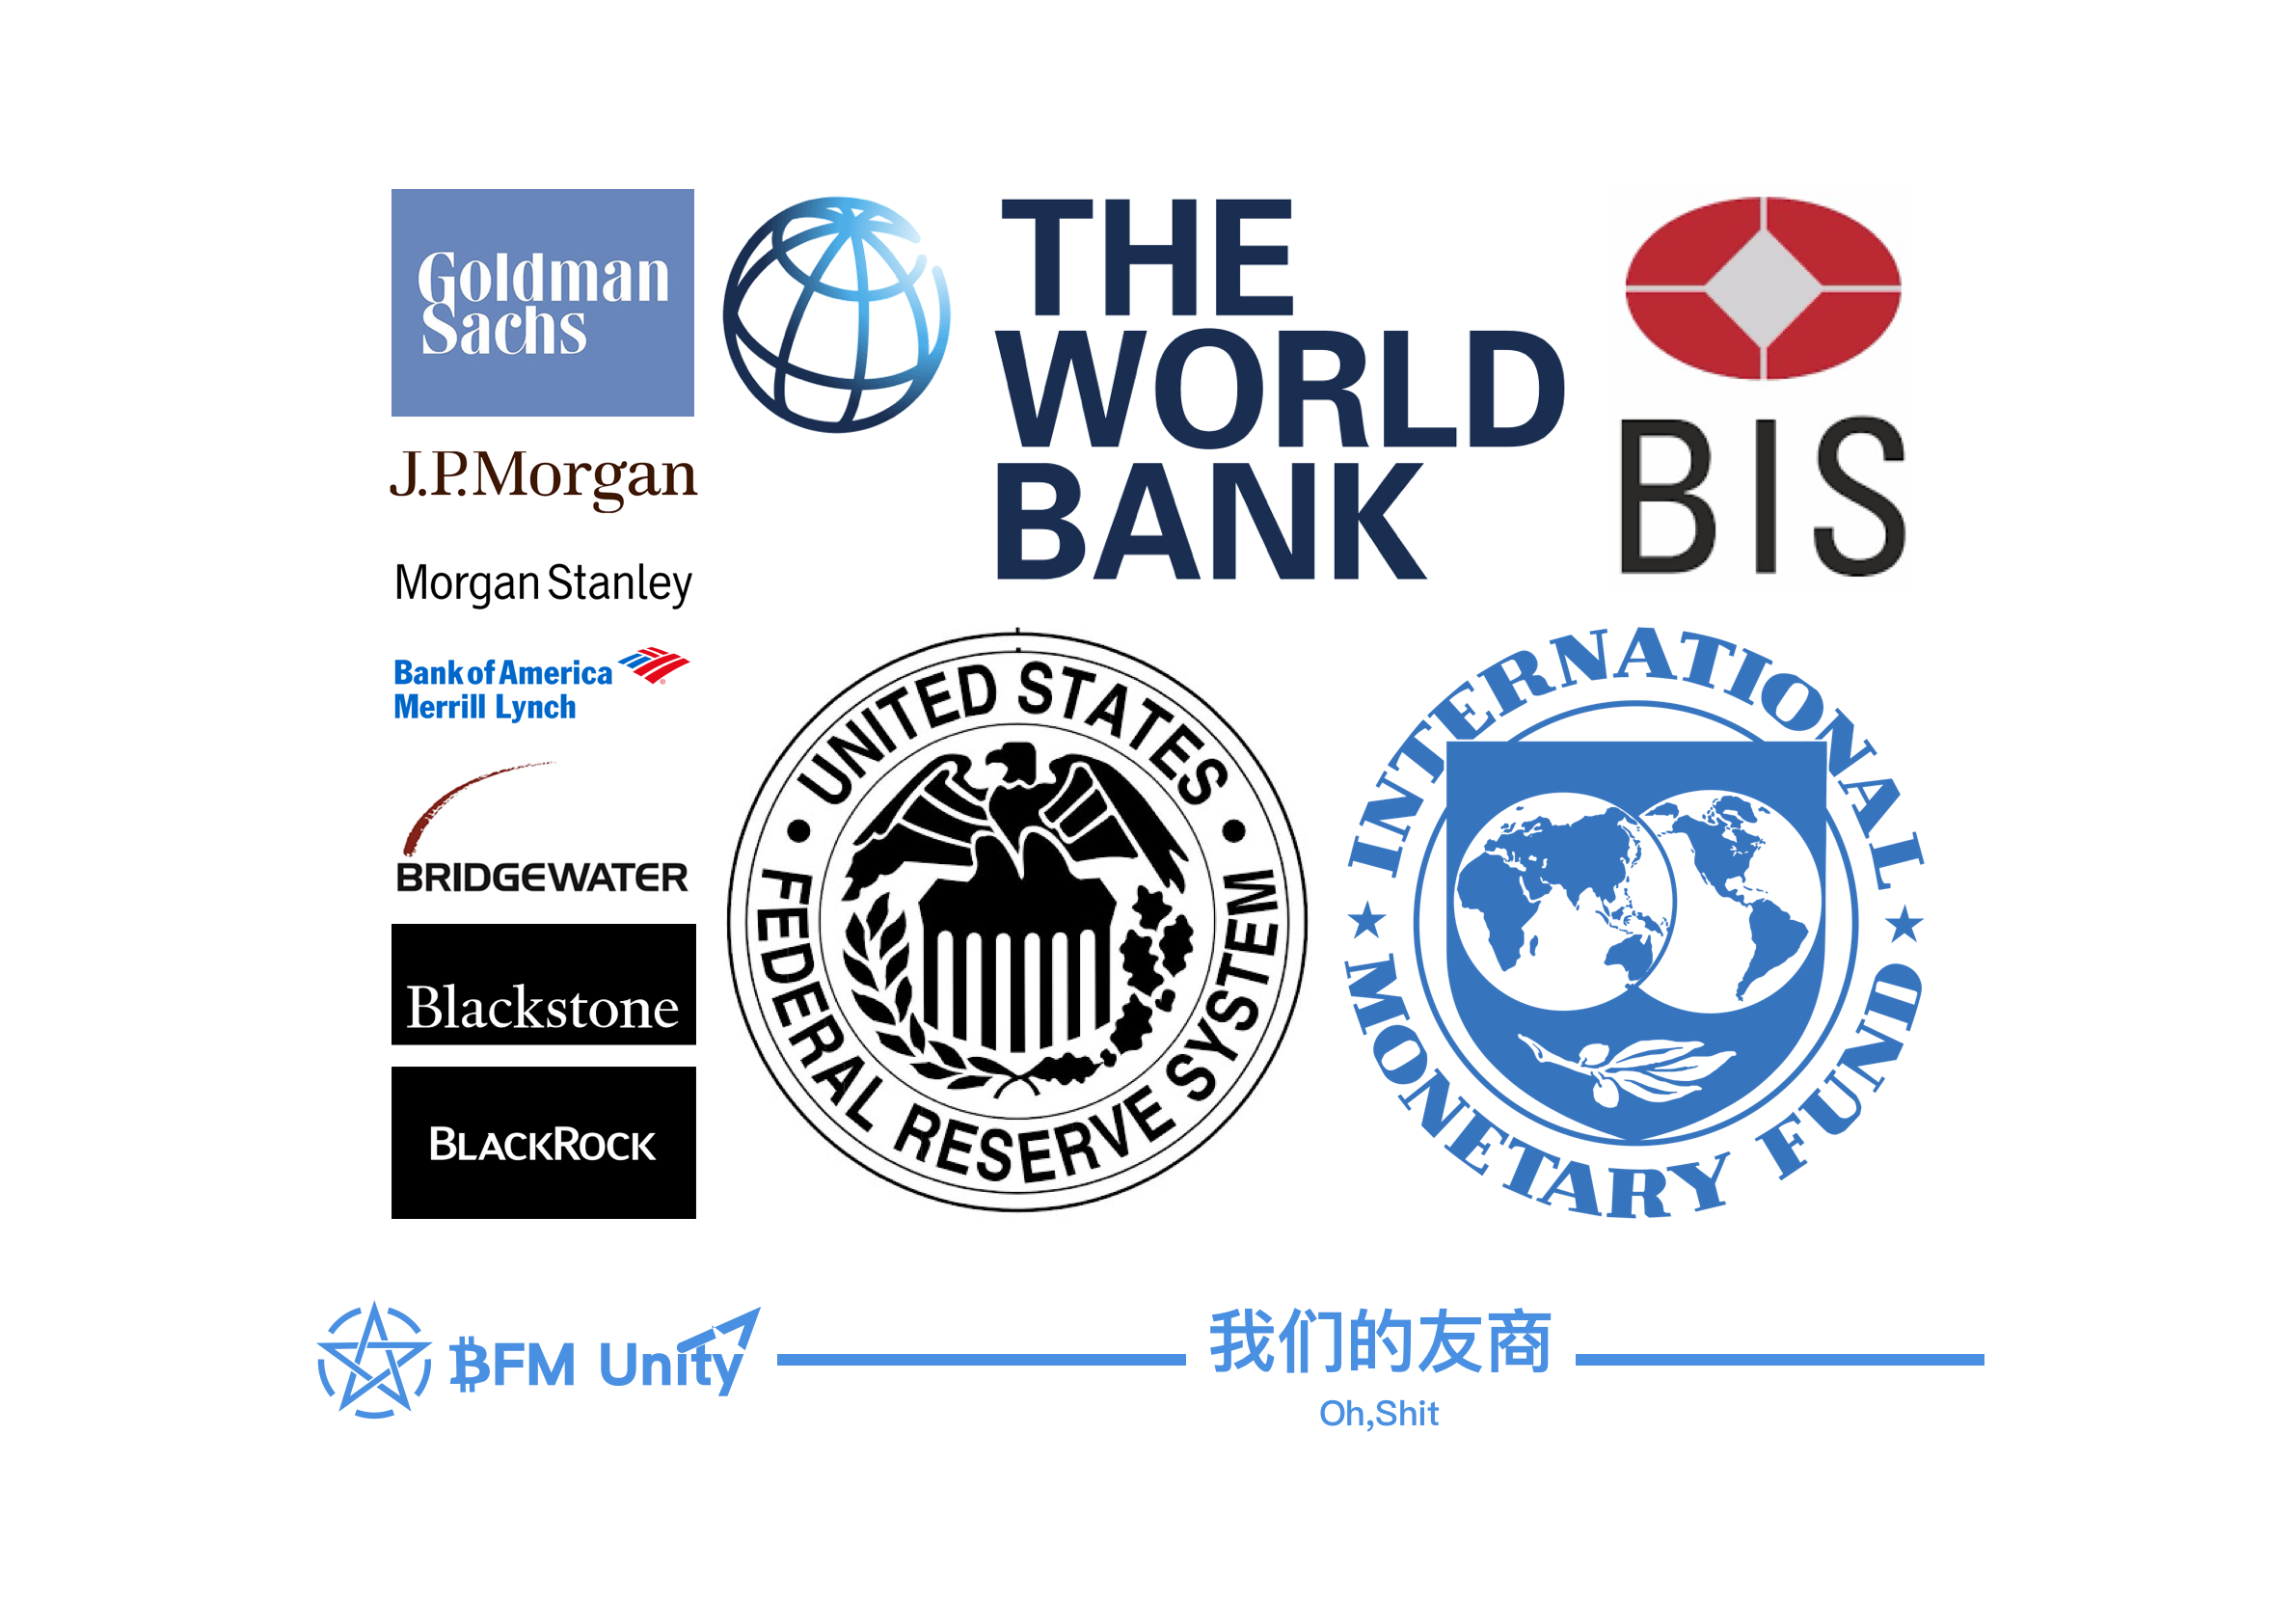 Goldman
Sachs
J.P.Morgan
Morgan Stanley
Bank of America
Merrill Lynch
BRIDGEWATER
Blackstone
BLACKROCK
THE
WORLD
BANK
BIS
UNITED STATES
FEDERAL RESERVE SYSTEM
INTERNATIONAL
MONETARY FUND
₿FM Unity
我们的友商
Oh,Shit